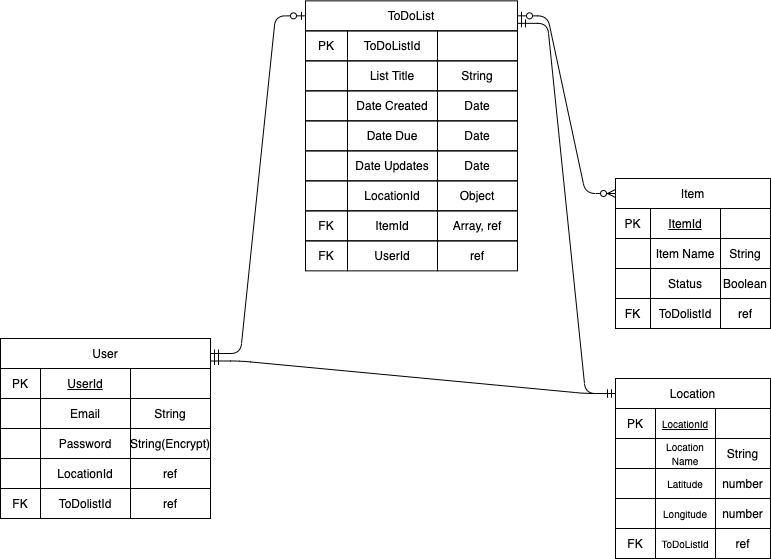 ToDoList
PK ToDoListId
List Title String
Date Created Date
Date Due Date
Date Updates Date
LocationId Object
FK ItemId Array, ref
FK UserId ref
Item
PK ItemId
Item Name String
Status Boolean
FK ToDolistId ref
User
PK UserId
Email String
Password String(Encrypt)
LocationId ref
FK ToDolistId ref
Location
PK LocationId
Location
Name String
Latitude number
Longitude number
FK ToDoListId ref